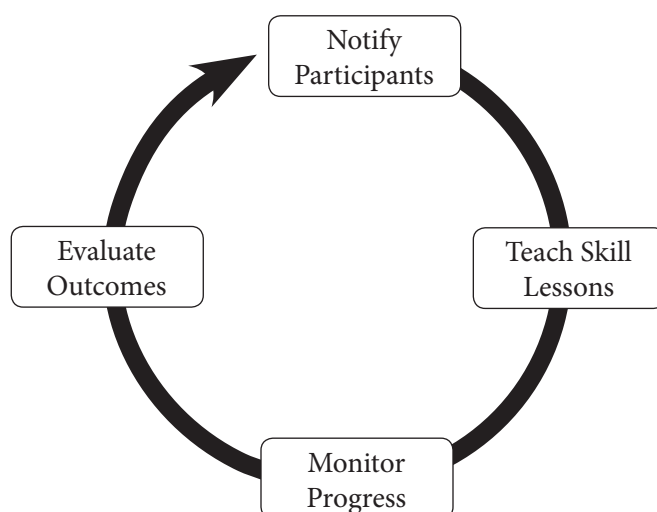 Notify
Participants
Teach Skill
Lessons
Monitor
Progress
Evaluate
Outcomes